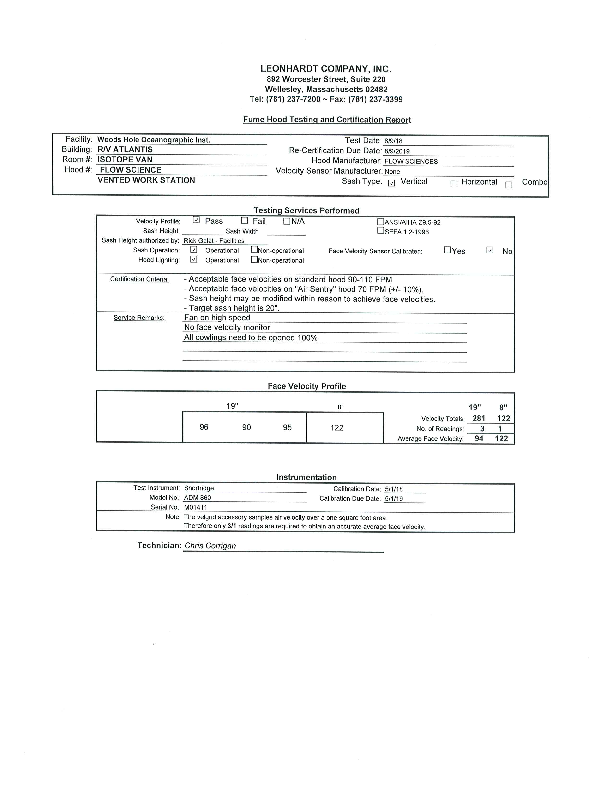 LEONHARDT COMPANY, INC.
892 Worcester Street, Suite 220
Wellesley, Massachusetts 02482
Tel: (781) 237-7200 ~ Fax: (781) 237-3399
Fume Hood Testing and Certification Report
Facility: Woods Hole Oceanographic Inst. Test Date: 8/9/18
Building: R/V ATLANTIS Re-Certification Due Date: 8/9/2019
Room #: ISOTOPE VAN Hood Manufacturer: FLOW SCIENCES
Hood #: FLOW SCIENCE Velocity Sensor Manufacturer: None
VENTED WORK STATION Sash Type: Vertical Horizontal Combo
Testing Services Performed
Velocity Profile: Pass Fail N/A ANSI/AIHA Z9.5-92
Sash Height: Sash Width: SEFA 1.2-1996
Sash Height authorized by: Rick Galat - Facilities
Sash Operation: Operational Non-operational Face Velocity Sensor Calibrated: Yes No
Hood Lighting: Operational Non-operational
Certification Criteria: - Acceptable face velocities on standard hood 90-110 FPM
- Acceptable face velocities on "Air Sentry" hood 70 FPM (+/- 10%).
- Sash height may be modified within reason to achieve face velocities.
- Target sash height is 20".
Service Remarks: Fan on high speed
No face velocity monitor
All cowlings need to be opened 100%
Face Velocity Profile
19" 8" 19" 8"
96 90 95 122
Velocity Totals: 281 122
No. of Readings: 3 1
Average Face Velocity: 94 122
Instrumentation
Test Instrument: Shortridge Calibration Date: 5/1/18
Model No. ADM 860 Calibration Due Date: 5/1/19
Serial No. M01411
Note: The velgrid accessory samples air velocity over a one square foot area
Therefore only 3/1 readings are required to obtain an accurate average face velocity.
Technician: Chris Corrigan